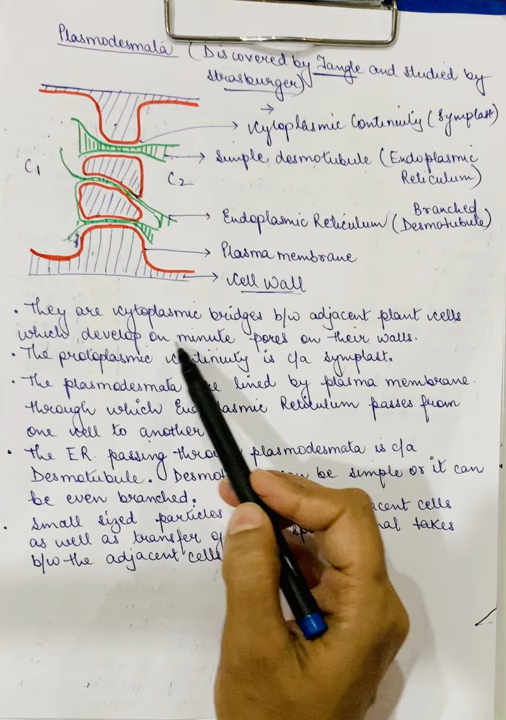 Plasmodesmata (Discovered by Tangle and studied by
Strasburger)
→ Cytoplasmic Continuity (Symplast)
C1
C2
→ Simple desmotubule (Endoplasmic
Reticulum)
→ Endoplasmic Reticulum (Branched
Desmotubule)
→ Plasma membrane
→ Cell wall
• They are cytoplasmic bridges b/w adjacent plant cells
which develop on minute pores on their walls.
• The protoplasmic continuity is c/a symplast.
• The plasmodesmata are lined by plasma membrane
through which Endoplasmic Reticulum passes from
one cell to another
• The ER passing through plasmodesmata is c/a
Desmotubule. can be simple or it can
be even branched.
• Small sized particles adjacent cells
as well as transfer of takes
b/w the adjacent cells